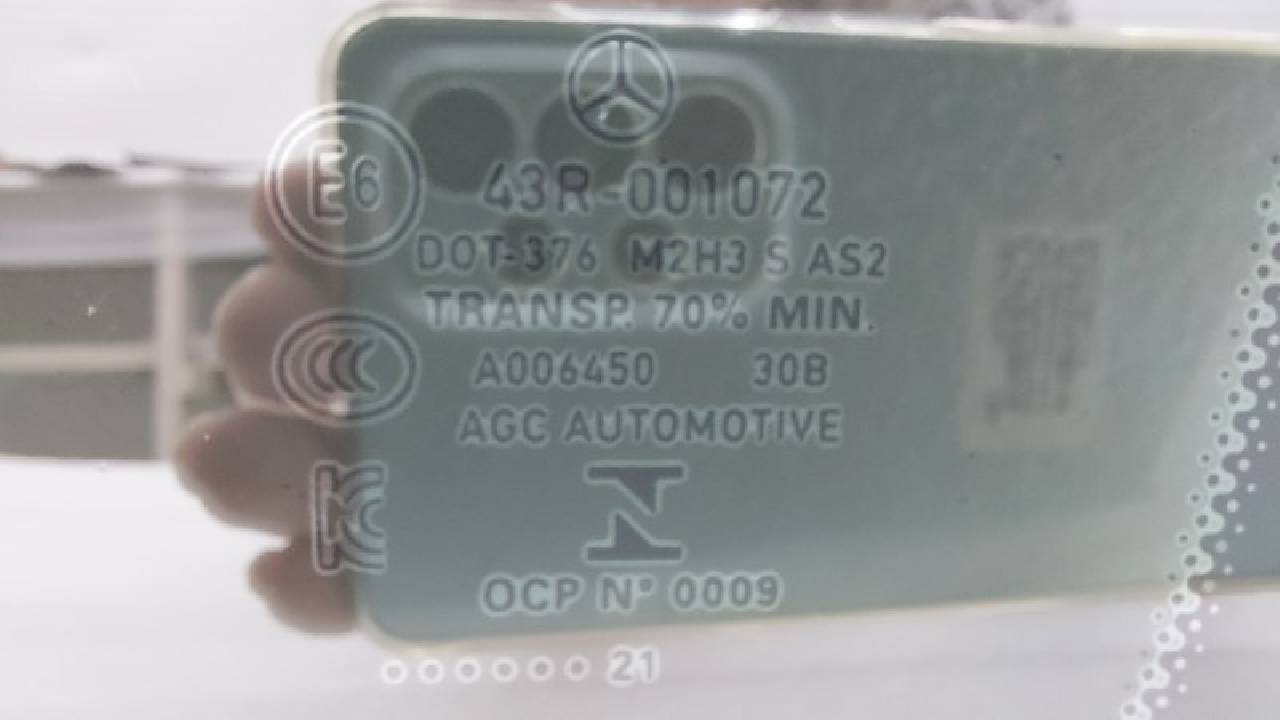 E6
43R-001072
DOT-376 M2H3 S AS2
TRANSP. 70% MIN.
A006450 30B
AGC AUTOMOTIVE
OCP Nº 0009
21